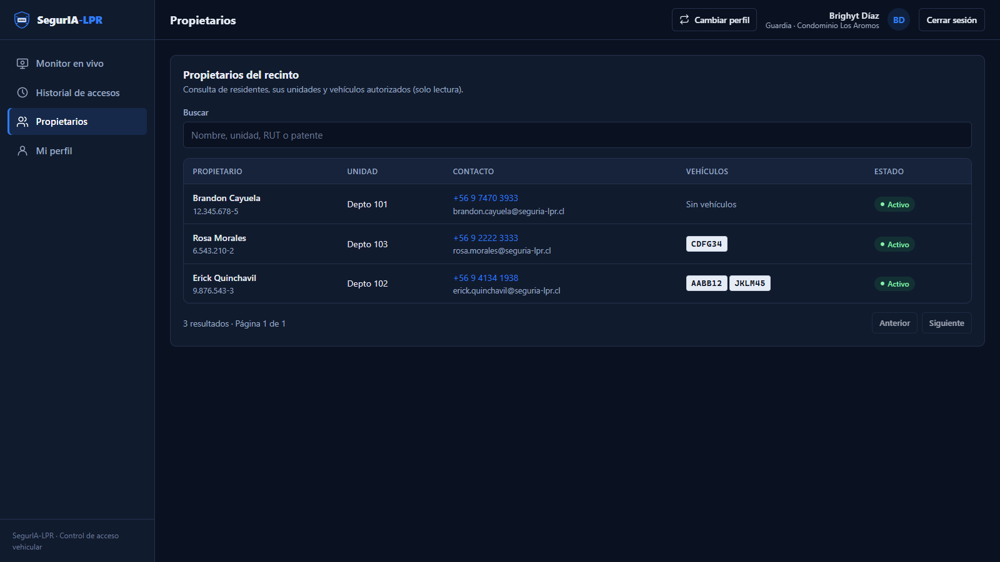 SegurIA-LPR
Propietarios
Cambiar perfil
Brighyt Díaz
Guardia · Condominio Los Aromos
BD
Cerrar sesión
Monitor en vivo
Historial de accesos
Propietarios
Mi perfil
Propietarios del recinto
Consulta de residentes, sus unidades y vehículos autorizados (solo lectura).
Buscar
Nombre, unidad, RUT o patente
PROPIETARIO UNIDAD CONTACTO VEHÍCULOS ESTADO
Brandon Cayuela
12.345.678-5
Depto 101
+56 9 7470 3933
brandon.cayuela@seguria-lpr.cl
Sin vehículos
Activo
Rosa Morales
6.543.210-2
Depto 103
+56 9 2222 3333
rosa.morales@seguria-lpr.cl
CDFG34
Activo
Erick Quinchavil
9.876.543-3
Depto 102
+56 9 4134 1938
erick.quinchavil@seguria-lpr.cl
AABB12 JKLM45
Activo
3 resultados · Página 1 de 1
Anterior
Siguiente
SegurIA-LPR · Control de acceso
vehicular